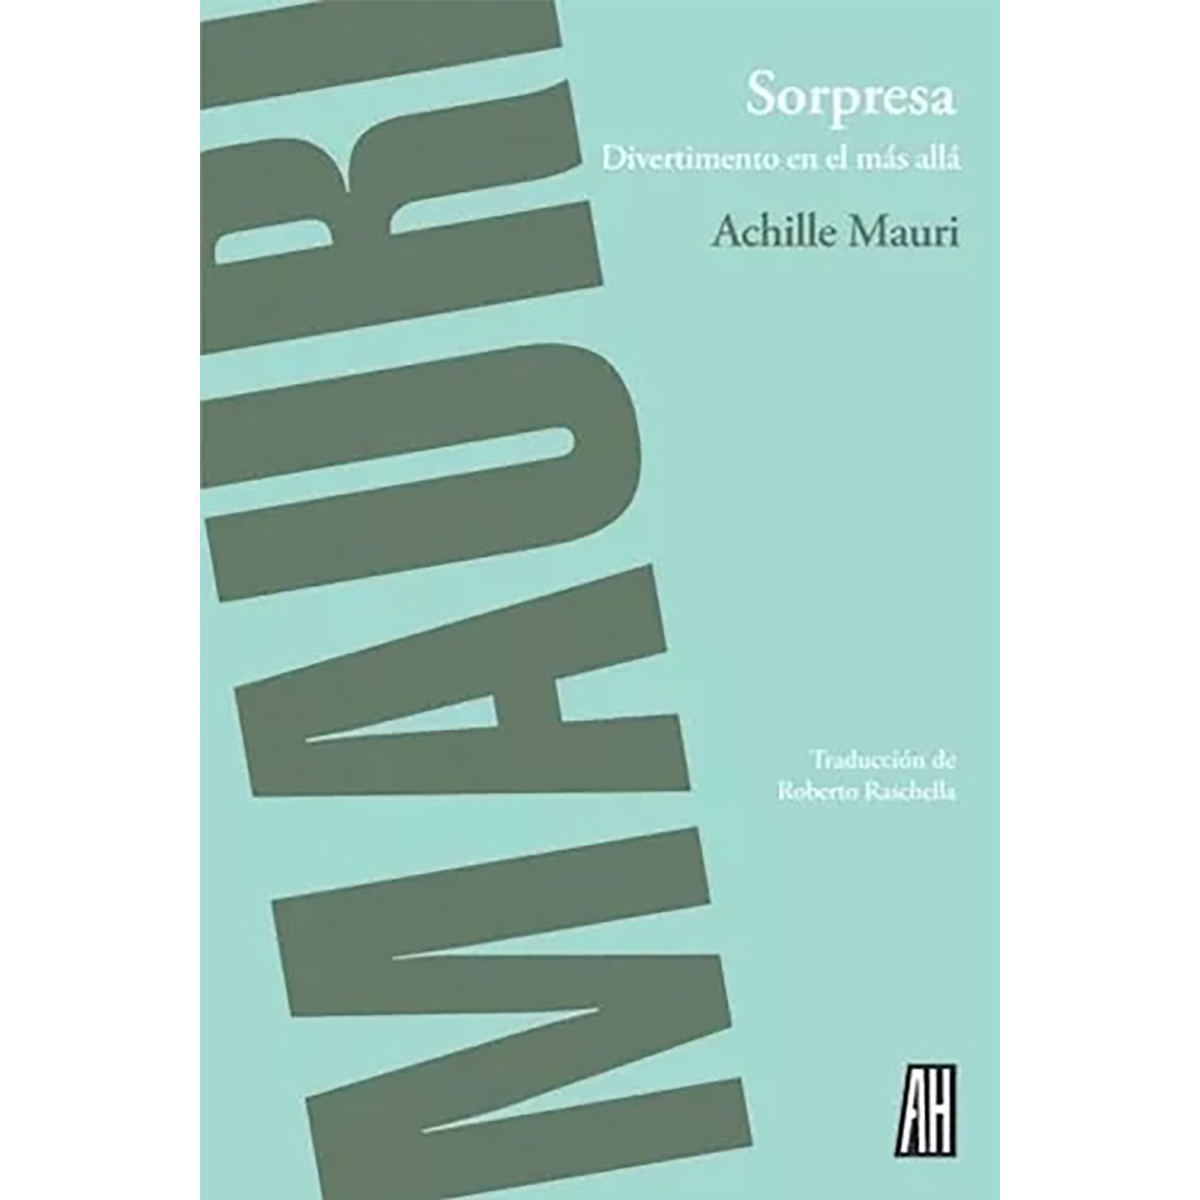 Sorpresa
Divertimento en el más allá
Achille Mauri
MAURI
Traducción de
Roberto Raschella
AH